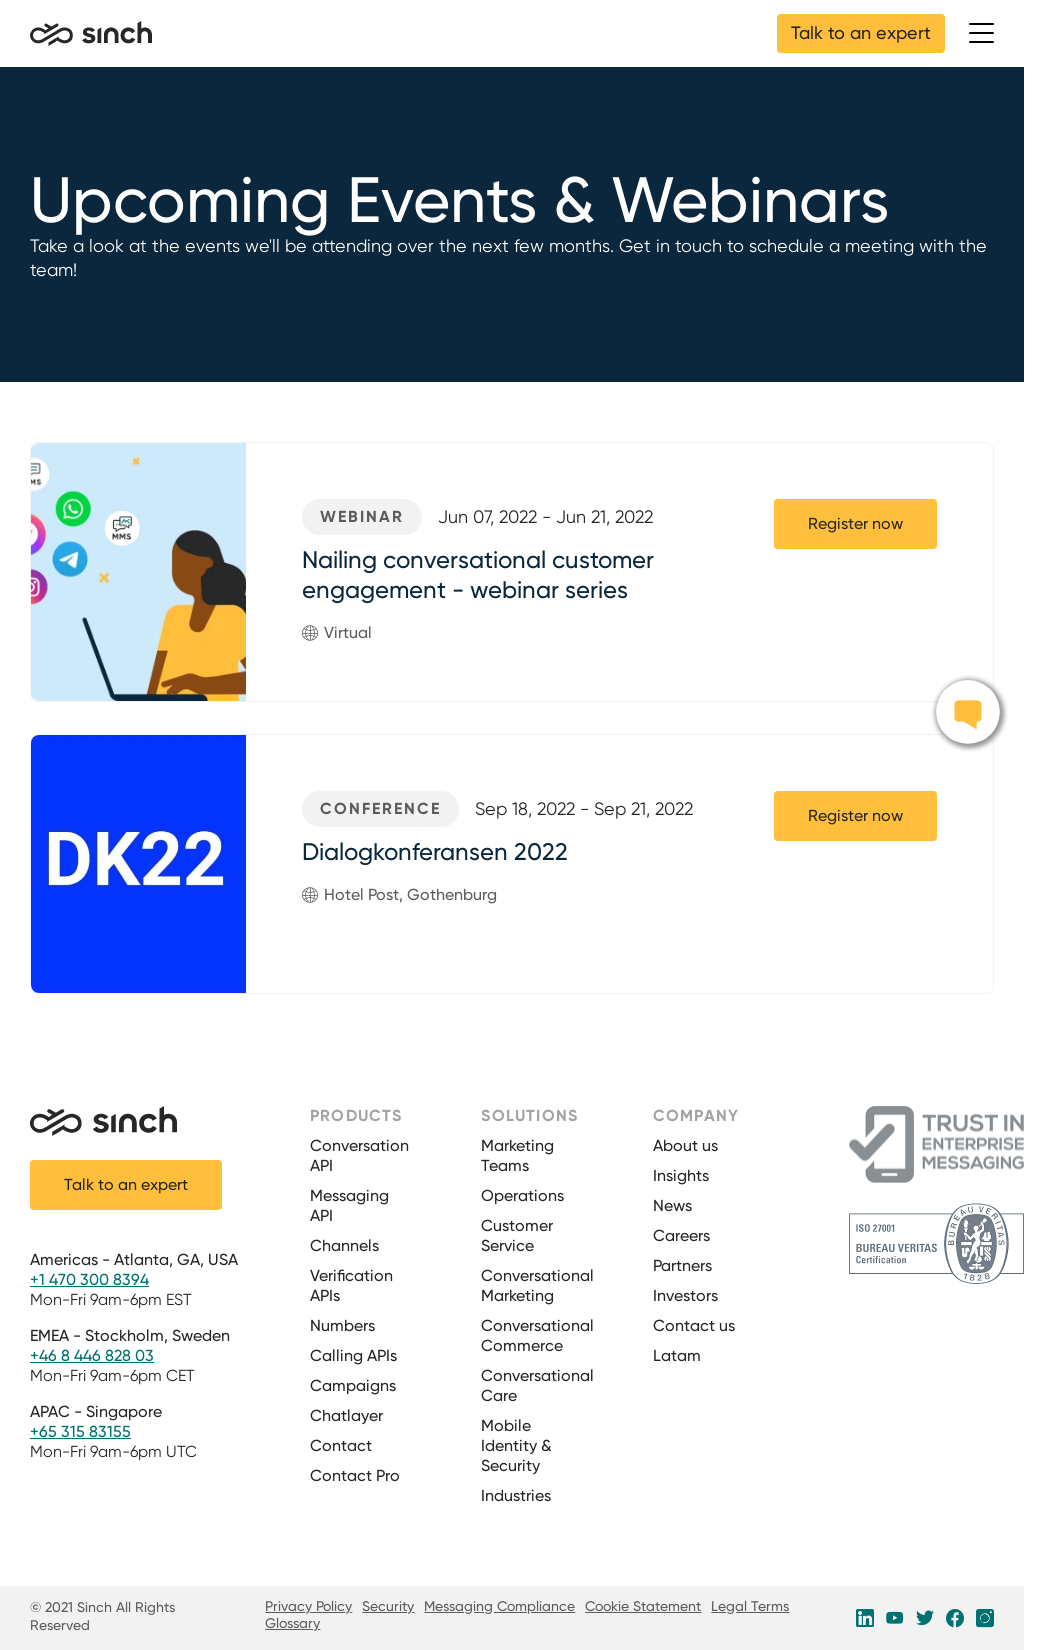 sinch
Talk to an expert
Upcoming Events & Webinars
Take a look at the events we'll be attending over the next few months. Get in touch to schedule a meeting with the
team!
MS
MMS
WEBINAR
Jun 07, 2022 - Jun 21, 2022
Register now
Nailing conversational customer
engagement - webinar series
Virtual
DK22
CONFERENCE
Sep 18, 2022 - Sep 21, 2022
Register now
Dialogkonferansen 2022
Hotel Post, Gothenburg
sinch
Talk to an expert
Americas - Atlanta, GA, USA
+1 470 300 8394
Mon-Fri 9am-6pm EST
EMEA - Stockholm, Sweden
+46 8 446 828 03
Mon-Fri 9am-6pm CET
APAC - Singapore
+65 315 83155
Mon-Fri 9am-6pm UTC
PRODUCTS
Conversation
API
Messaging
API
Channels
Verification
APIs
Numbers
Calling APIs
Campaigns
Chatlayer
Contact
Contact Pro
SOLUTIONS
Marketing
Teams
Operations
Customer
Service
Conversational
Marketing
Conversational
Commerce
Conversational
Care
Mobile
Identity &
Security
Industries
COMPANY
About us
Insights
News
Careers
Partners
Investors
Contact us
Latam
TRUST IN
ENTERPRISE
MESSAGING
ISO 27001
BUREAU VERITAS
Certification
BUREAU VERITAS
1828
© 2021 Sinch All Rights
Reserved
Privacy Policy Security Messaging Compliance Cookie Statement Legal Terms
Glossary